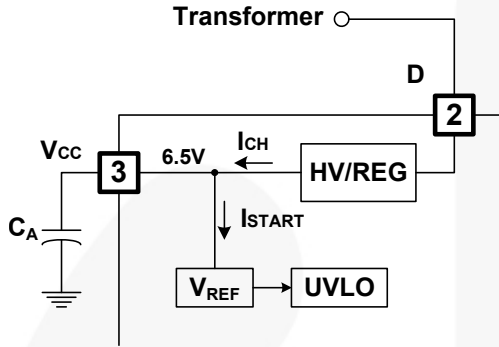 Transformer
D
2
VCC
3
6.5V
ICH
HV/REG
CA
ISTART
VREF
UVLO